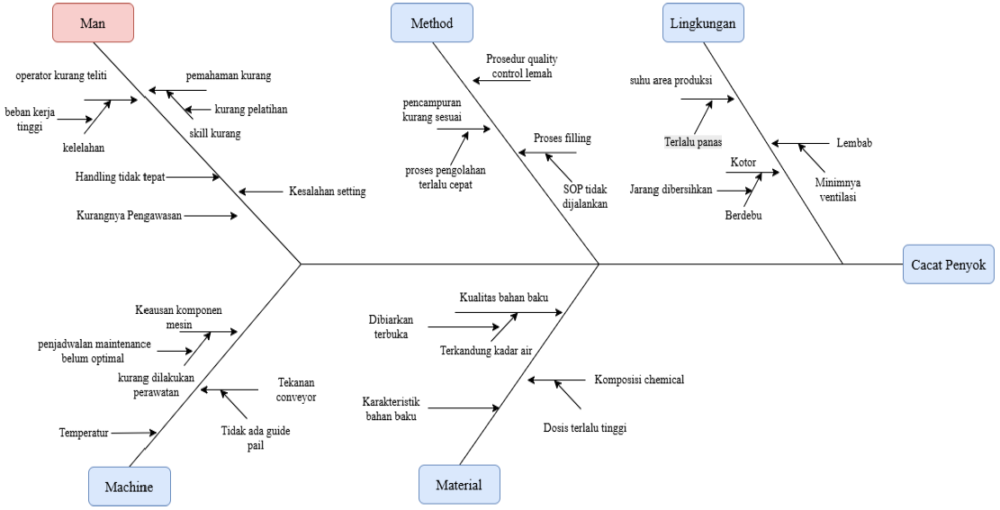 Man
Method
Lingkungan
operator kurang teliti
pemahaman kurang
beban kerja
tinggi
kurang pelatihan
skill kurang
kelelahan
Handling tidak tepat
Kesalahan setting
Kurangnya Pengawasan
Prosedur quality
control lemah
pencampuran
kurang sesuai
Proses filling
proses pengolahan
terlalu cepat
SOP tidak
dijalankan
suhu area produksi
Terlalu panas
Lembab
Kotor
Minimnya
ventilasi
Jarang dibersihkan
Berdebu
Cacat Penyok
Keausan komponen
mesin
penjadwalan maintenance
belum optimal
kurang dilakukan
perawatan
Tekanan
conveyor
Temperatur
Tidak ada guide
pail
Kualitas bahan baku
Dibiarkan
terbuka
Terkandung kadar air
Komposisi chemical
Karakteristik
bahan baku
Dosis terlalu tinggi
Machine
Material